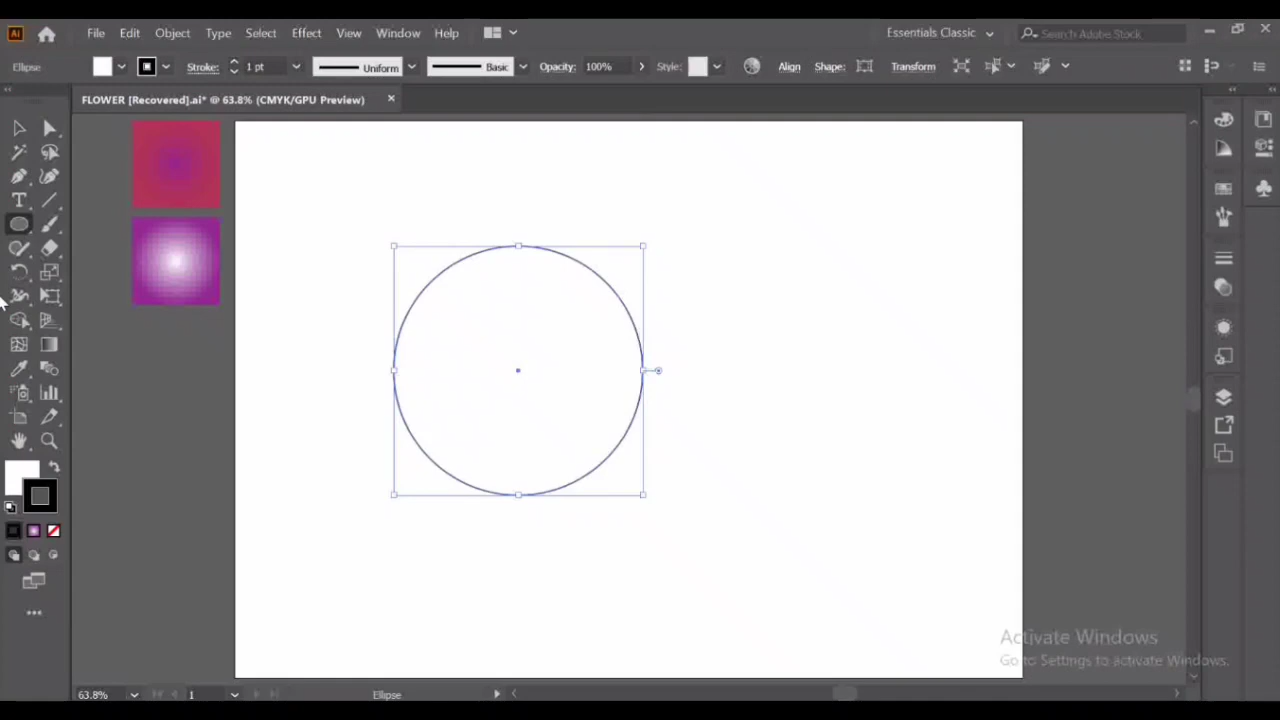 Ai File Edit Object Type Select Effect View Window Help Essentials Classic Search Adobe Stock
Ellipse Stroke: 1 pt Uniform Basic Opacity: 100% Style: Align Shape: Transform
FLOWER [Recovered].ai* @ 63.8% (CMYK/GPU Preview)
T
Activate Windows
Go to Settings to activate Windows.
63.8% 1 Ellipse